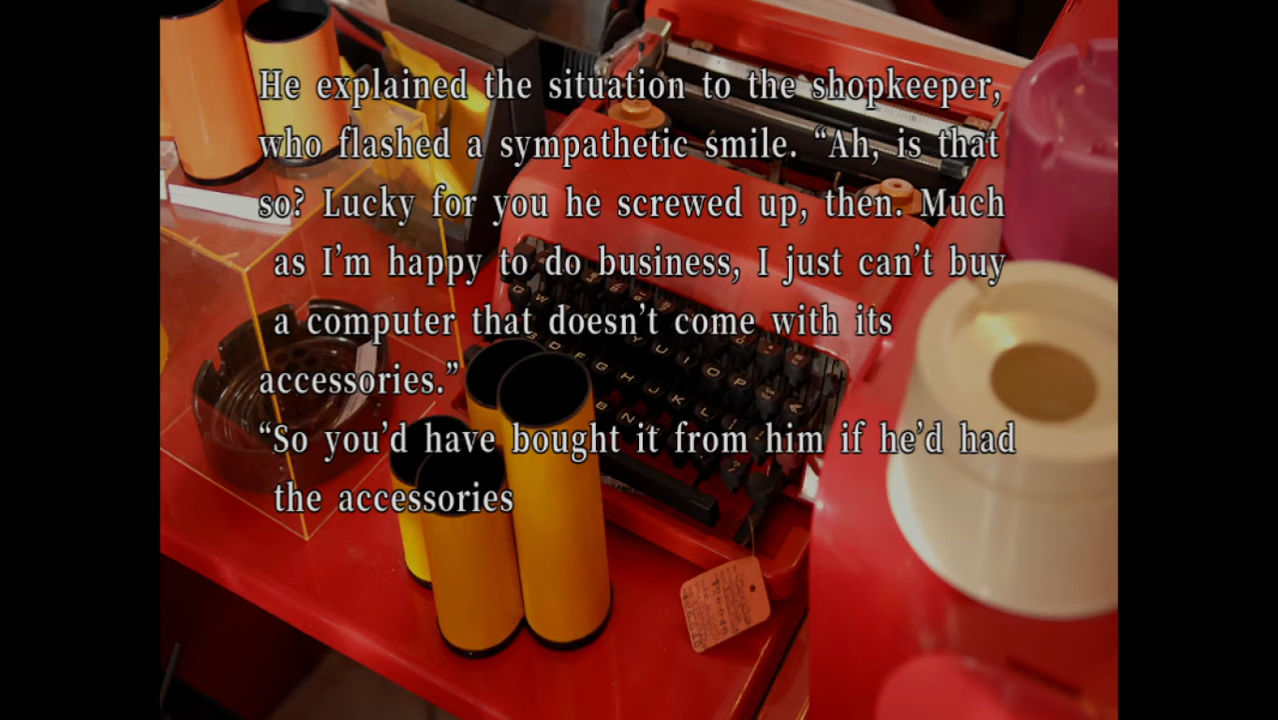 He explained the situation to the shopkeeper,
who flashed a sympathetic smile. “Ah, is that
so? Lucky for you he screwed up, then. Much
as I’m happy to do business, I just can’t buy
a computer that doesn’t come with its
accessories.”
“So you’d have bought it from him if he’d had
the accessories